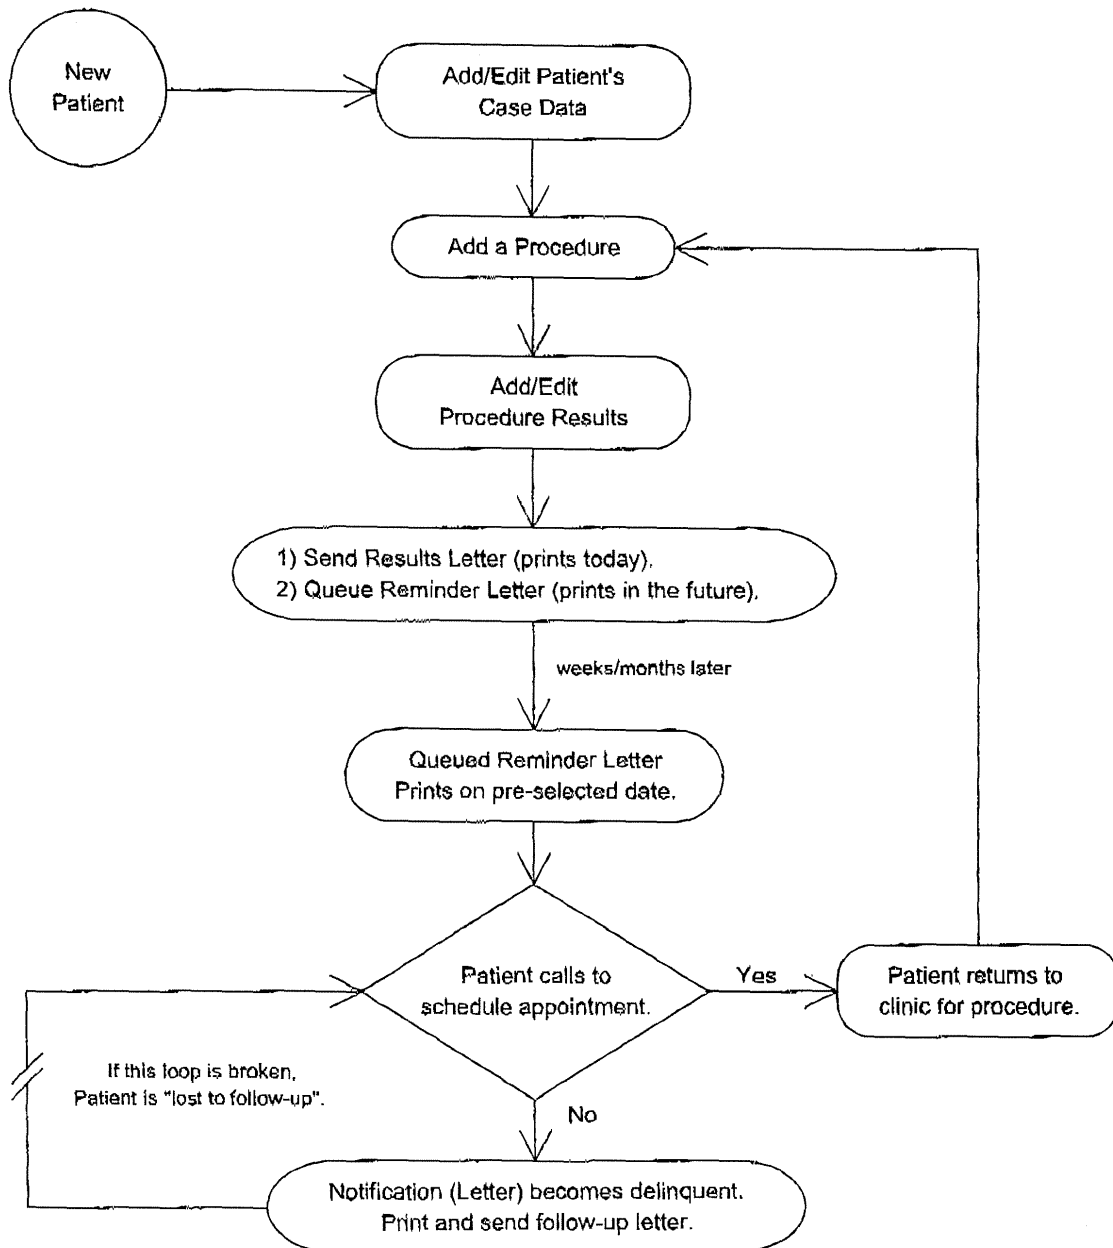 New
Patient
Add/Edit Patient's
Case Data
Add a Procedure
Add/Edit
Procedure Results
1) Send Results Letter (prints today).
2) Queue Reminder Letter (prints in the future).
weeks/months later
Queued Reminder Letter
Prints on pre-selected date.
Patient calls to
schedule appointment.
Yes
Patient returns to
clinic for procedure.
If this loop is broken,
Patient is "lost to follow-up".
No
Notification (Letter) becomes delinquent.
Print and send follow-up letter.